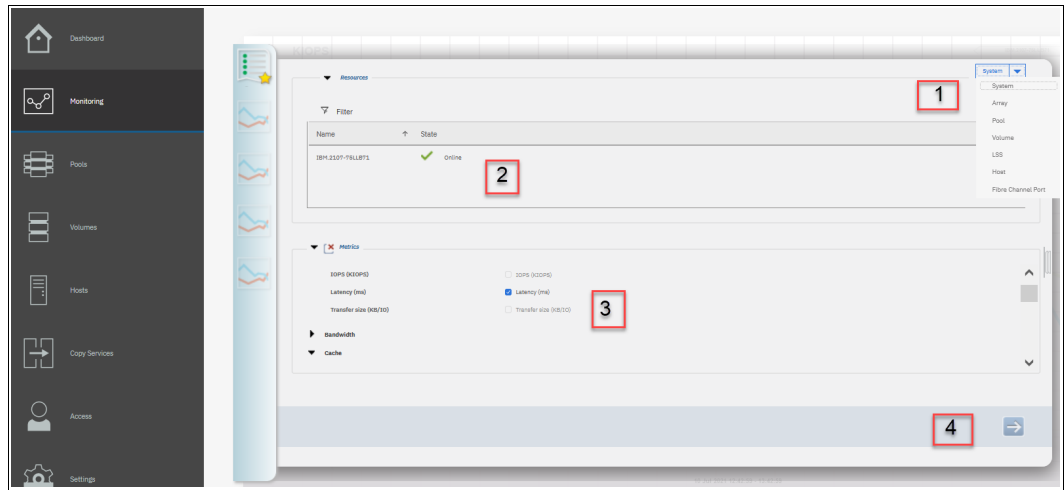 Dashboard
Monitoring
Pools
Volumes
Hosts
Copy Services
Access
Settings
KIOPS
Resources
System
1
System
Array
Pool
Volume
LSS
Host
Fibre Channel Port
Filter
Name ↑ State
IBM.2107-75LLB71 Online
2
Metrics
IOPS (KIOPS) IOPS (KIOPS)
Latency (ms) Latency (ms)
Transfer size (KB/IO) Transfer size (KB/IO)
3
Bandwidth
Cache
4